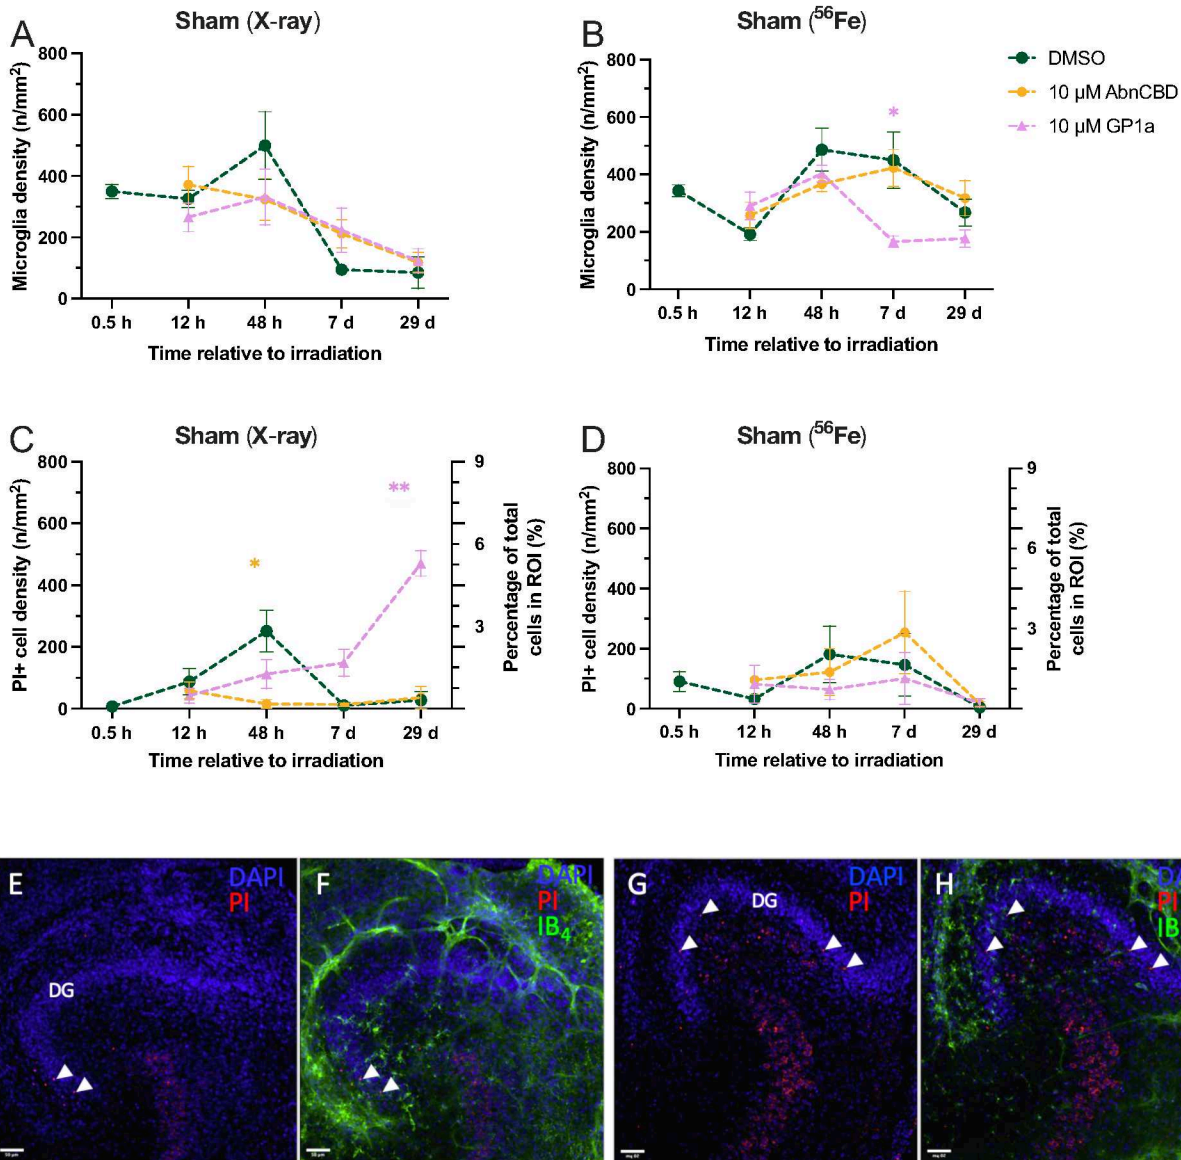 A
Sham (X-ray)
Microglia density (n/mm²)
800
600
400
200
0
0.5 h 12 h 48 h 7 d 29 d
Time relative to irradiation
B
Sham (⁵⁶Fe)
Microglia density (n/mm²)
800
600
400
200
0
*
0.5 h 12 h 48 h 7 d 29 d
Time relative to irradiation
DMSO
10 µM AbnCBD
10 µM GP1a
C
Sham (X-ray)
PI+ cell density (n/mm²)
800
600
400
200
0
*
**
9
6
3
Percentage of total
cells in ROI (%)
0.5 h 12 h 48 h 7 d 29 d
Time relative to irradiation
D
Sham (⁵⁶Fe)
PI+ cell density (n/mm²)
800
600
400
200
0
9
6
3
Percentage of total
cells in ROI (%)
0.5 h 12 h 48 h 7 d 29 d
Time relative to irradiation
E
DAPI
PI
DG
F
DAPI
PI
IB₄
G
DAPI
PI
DG
H
DA
PI
IB